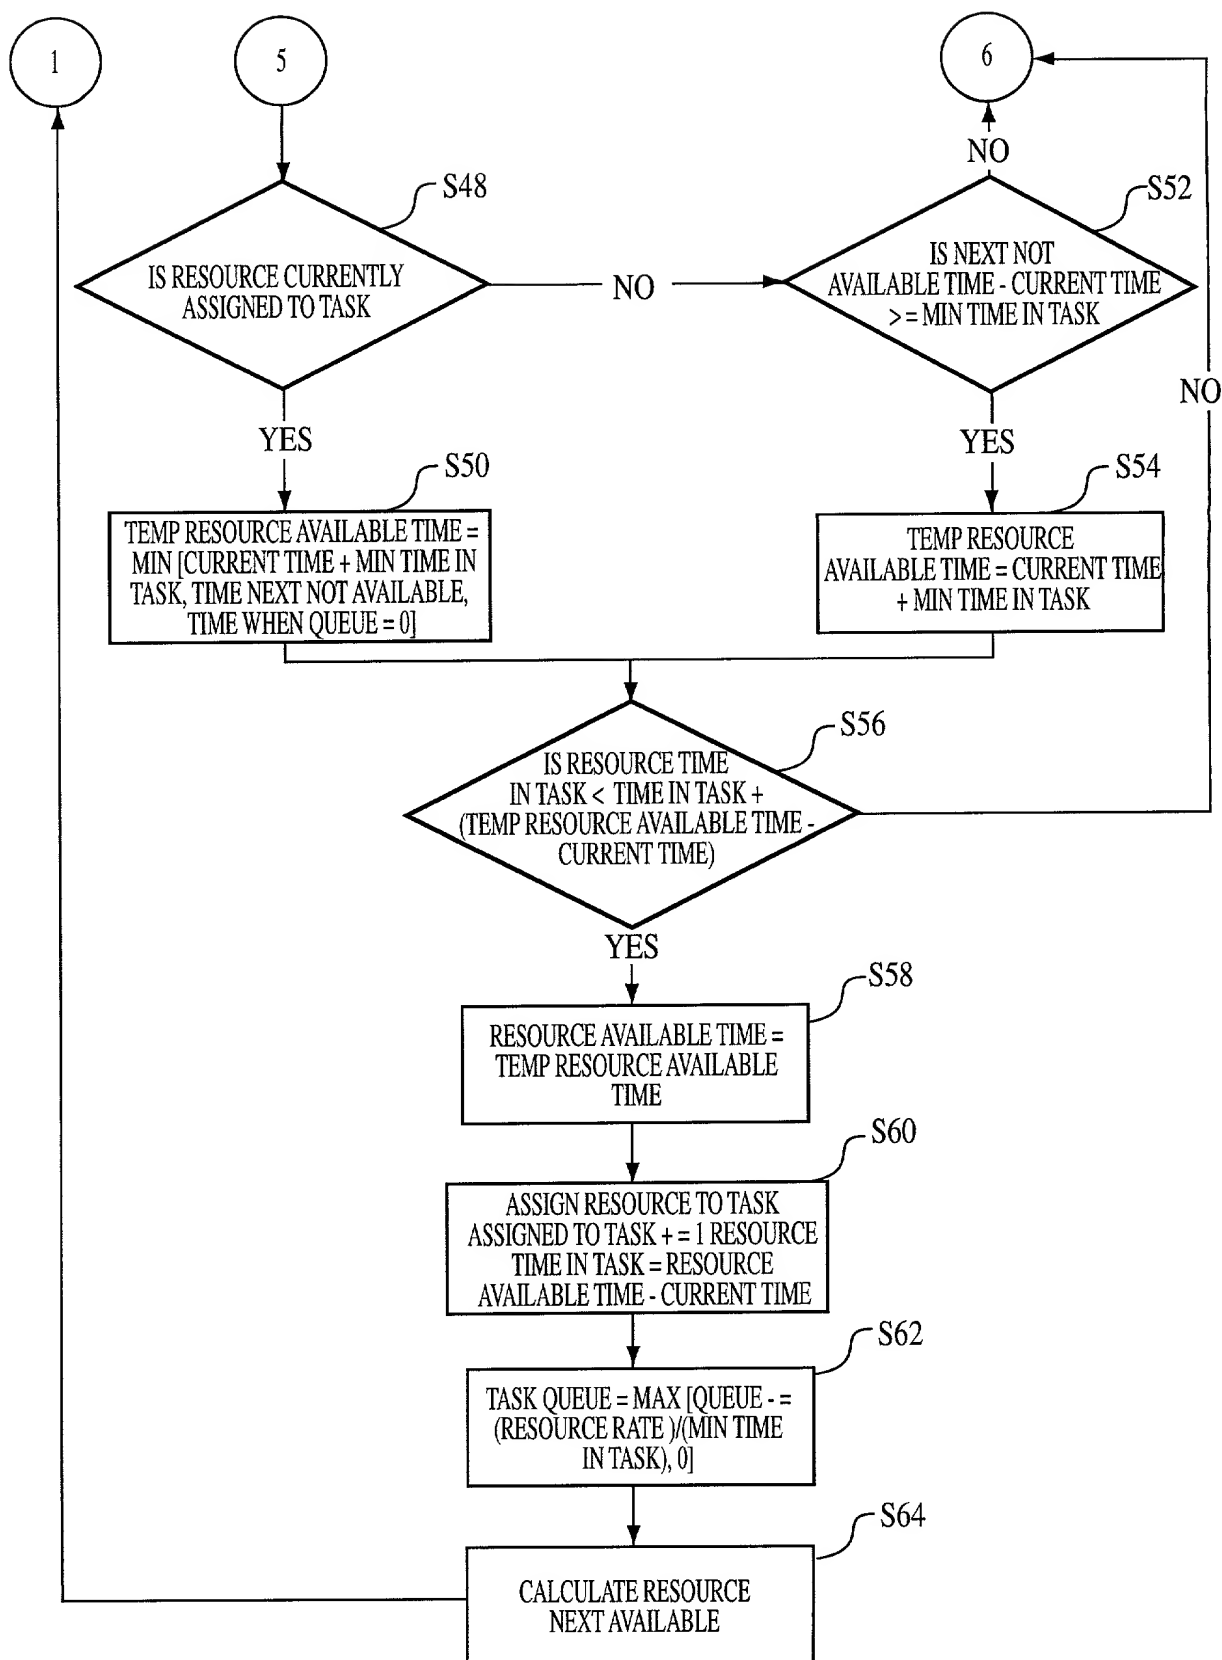 1
5
6
NO
S48
S52
IS RESOURCE CURRENTLY
ASSIGNED TO TASK
NO
IS NEXT NOT
AVAILABLE TIME - CURRENT TIME
> = MIN TIME IN TASK
NO
YES
YES
S50
S54
TEMP RESOURCE AVAILABLE TIME =
MIN [CURRENT TIME + MIN TIME IN
TASK, TIME NEXT NOT AVAILABLE,
TIME WHEN QUEUE = 0]
TEMP RESOURCE
AVAILABLE TIME = CURRENT TIME
+ MIN TIME IN TASK
S56
IS RESOURCE TIME
IN TASK < TIME IN TASK +
(TEMP RESOURCE AVAILABLE TIME -
CURRENT TIME)
YES
S58
RESOURCE AVAILABLE TIME =
TEMP RESOURCE AVAILABLE
TIME
S60
ASSIGN RESOURCE TO TASK
ASSIGNED TO TASK + = 1 RESOURCE
TIME IN TASK = RESOURCE
AVAILABLE TIME - CURRENT TIME
S62
TASK QUEUE = MAX [QUEUE - =
(RESOURCE RATE )/(MIN TIME
IN TASK), 0]
S64
CALCULATE RESOURCE
NEXT AVAILABLE